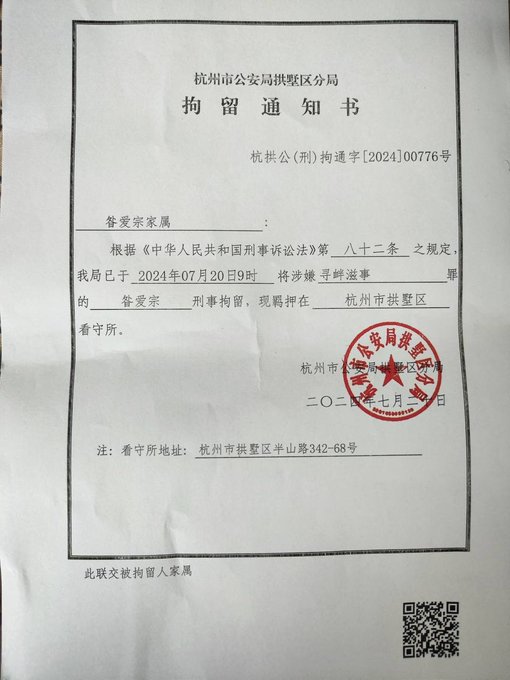 杭州市公安局拱墅区分局
拘留通知书
杭拱公(刑)拘通字[2024]00776号
昝爱宗家属:
根据《中华人民共和国刑事诉讼法》第 八十二条 之规定,
我局已于 2024年07月20日9时 将涉嫌 寻衅滋事 罪
的 昝爱宗 刑事拘留,现羁押在 杭州市拱墅区
看守所。
杭州市公安局拱墅区分局
二〇二四年七月二十日
注:看守所地址: 杭州市拱墅区半山路342-68号
此联交被拘留人家属